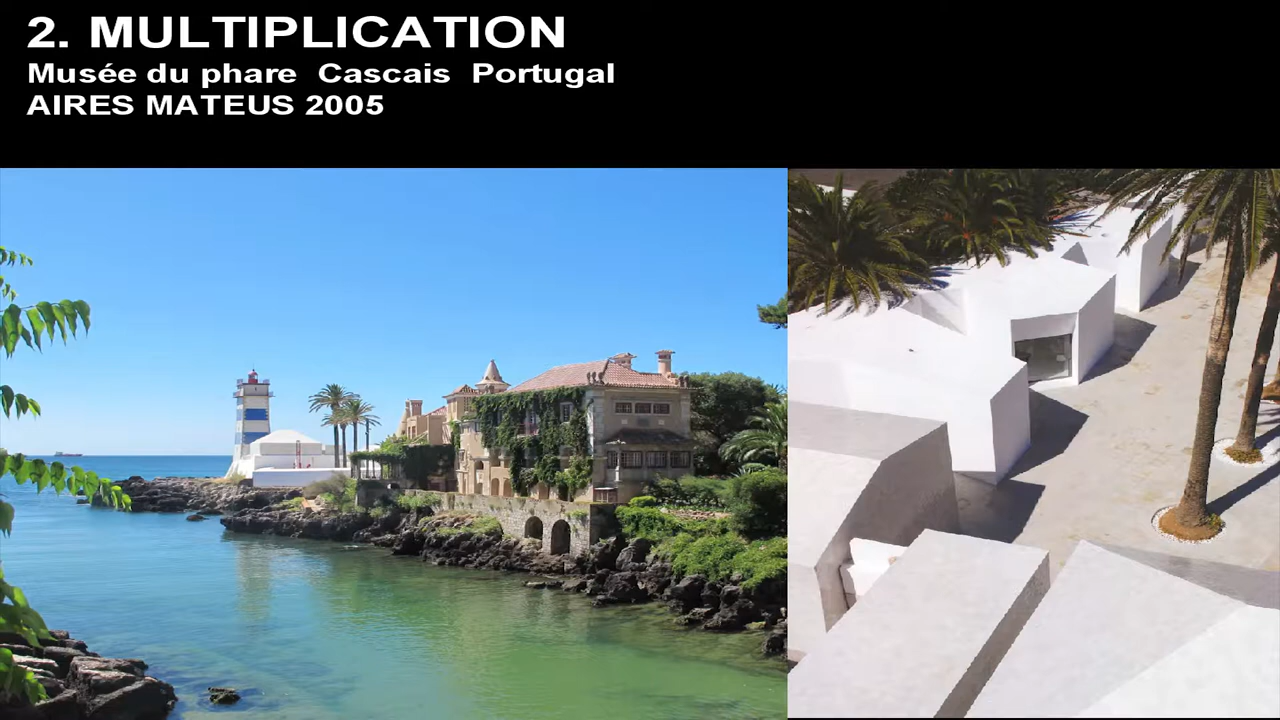 2. MULTIPLICATION
Musée du phare Cascais Portugal
AIRES MATEUS 2005